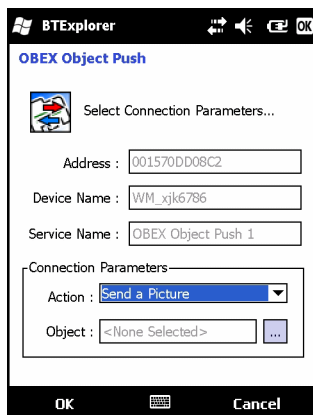 BTExplorer OK
OBEX Object Push
Select Connection Parameters...
Address : 001570DD08C2
Device Name : WM_xjk6786
Service Name : OBEX Object Push 1
Connection Parameters
Action : Send a Picture
Object : <None Selected> ...
OK Cancel